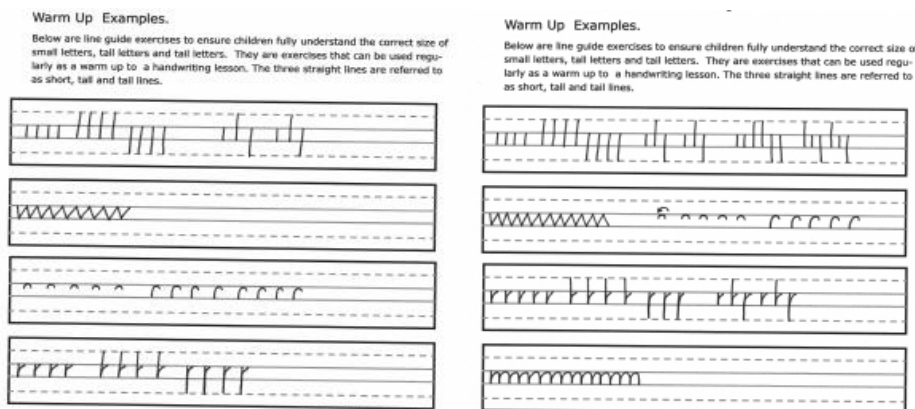 Warm Up Examples.
Below are line guide exercises to ensure children fully understand the correct size of
small letters, tall letters and tail letters. They are exercises that can be used regu-
larly as a warm up to a handwriting lesson. The three straight lines are referred to
as short, tall and tail lines.
Warm Up Examples.
Below are line guide exercises to ensure children fully understand the correct size o
small letters, tall letters and tail letters. They are exercises that can be used regu-
larly as a warm up to a handwriting lesson. The three straight lines are referred to
as short, tall and tail lines.